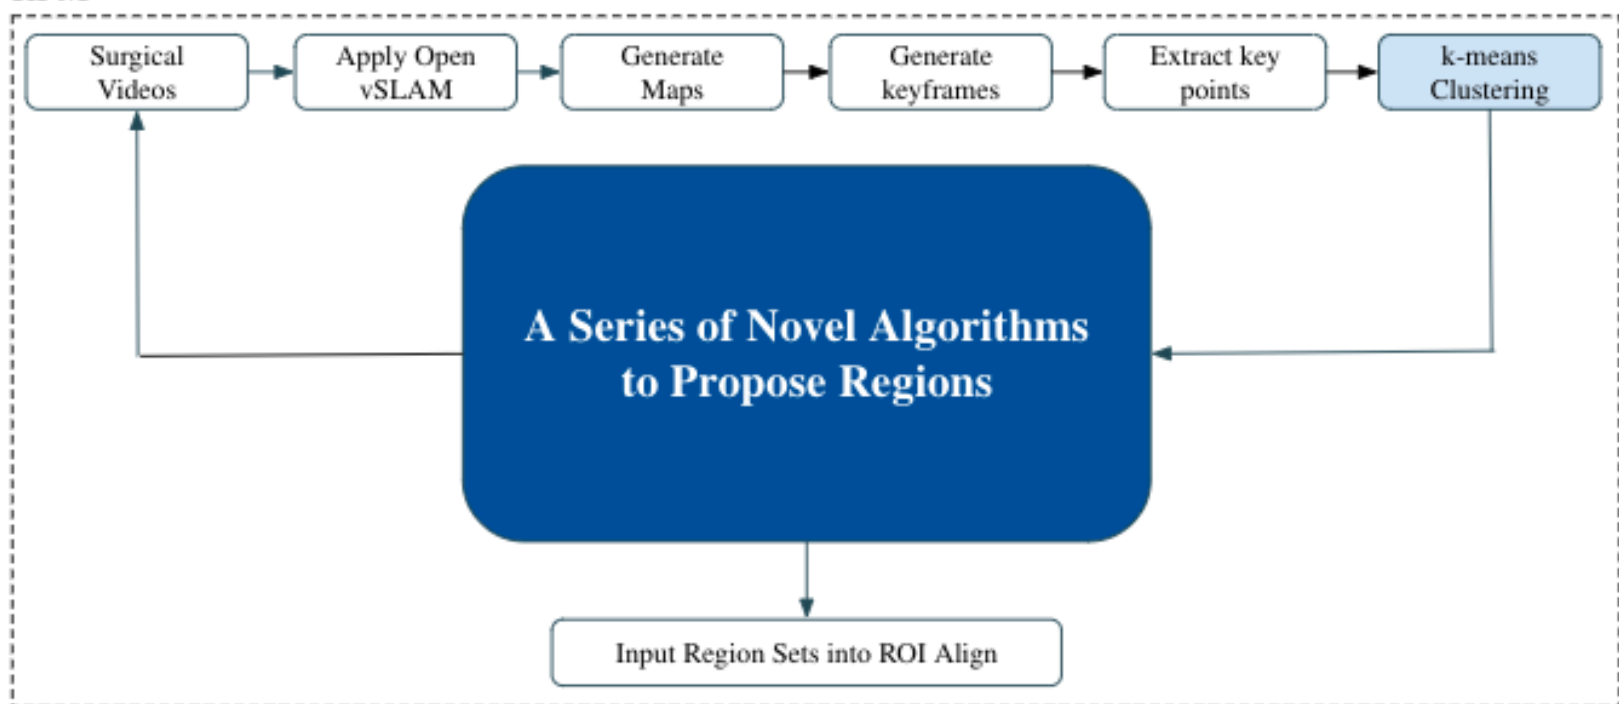 Surgical
Videos
Apply Open
vSLAM
Generate
Maps
Generate
keyframes
Extract key
points
k-means
Clustering
A Series of Novel Algorithms
to Propose Regions
Input Region Sets into ROI Align